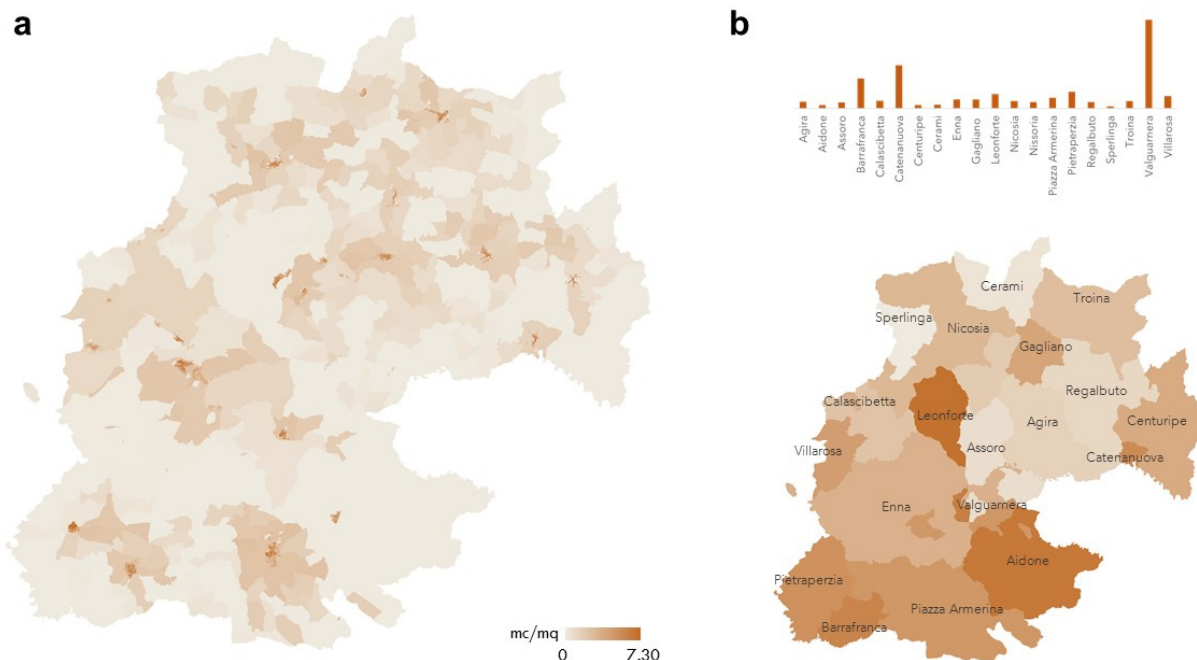 a
b
Agira
Aidone
Assoro
Barrafranca
Calascibetta
Catenanuova
Centuripe
Cerami
Enna
Gagliano
Leonforte
Nicosia
Nissoria
Piazza Armerina
Pietraperzia
Regalbuto
Sperlinga
Troina
Valguarnera
Villarosa
Cerami
Troina
Sperlinga
Nicosia
Gagliano
Regalbuto
Calascibetta
Leonforte
Agira
Centuripe
Villarosa
Assoro
Catenanuova
Enna
Valguarnera
Aidone
Pietraperzia
Piazza Armerina
Barrafranca
mc/mq
0 7.30